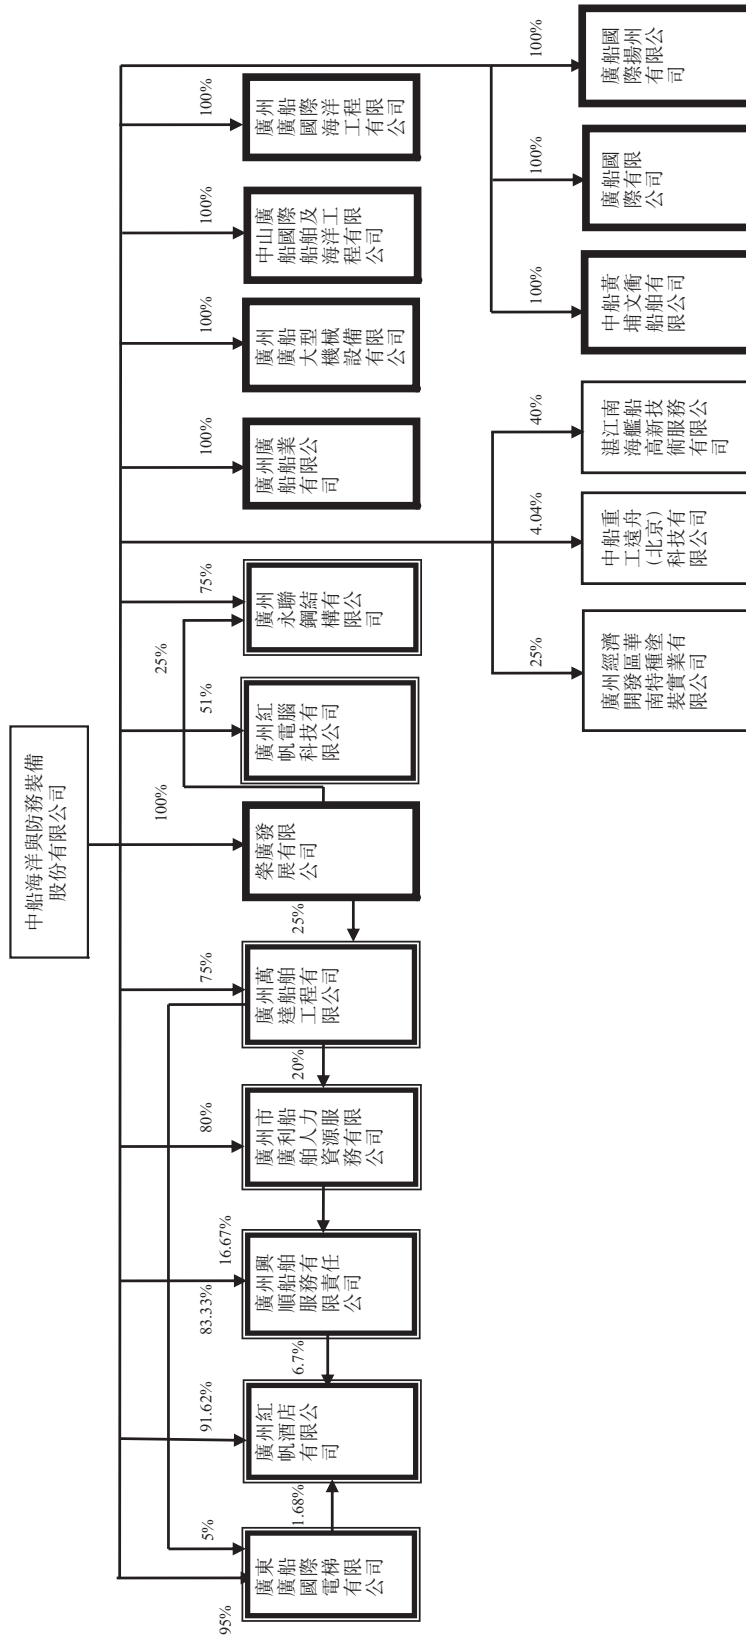 中船海洋與防務裝備
股份有限公司
95%
5%
91.62%
83.33%
16.67%
80%
75%
100%
51%
25%
75%
100%
100%
100%
100%
廣東
廣船
國際
電梯
有限
公司
1.68%
廣州紅
帆酒店
有限公
司
6.7%
廣州興
順船舶
服務有
限責任
公司
廣州市
廣利船
舶人力
資源服
務有限
公司
20%
廣州萬
達船舶
工程有
限公司
25%
榮廣發
展有限
公司
廣州紅
帆電腦
科技有
限公司
廣州
永聯
鋼結
構有
限公
司
廣州廣
船船業
有限公
司
廣州
廣船
大型
機械
設備
有限
公司
中山廣
船國際
船舶及
海洋工
程有限
公司
廣州
廣船
國際
海洋
工程
有限
公司
25%
4.04%
40%
100%
100%
100%
廣州經濟
開發區華
南特種塗
裝實業有
限公司
中船重
工遠舟
(北京)
科技有
限公司
湛江南
海艦船
高新技
術服務
有限公
司
中船黃
埔文衝
船舶有
限公司
廣船國
際有限
公司
廣船國
際揚州
有限公
司